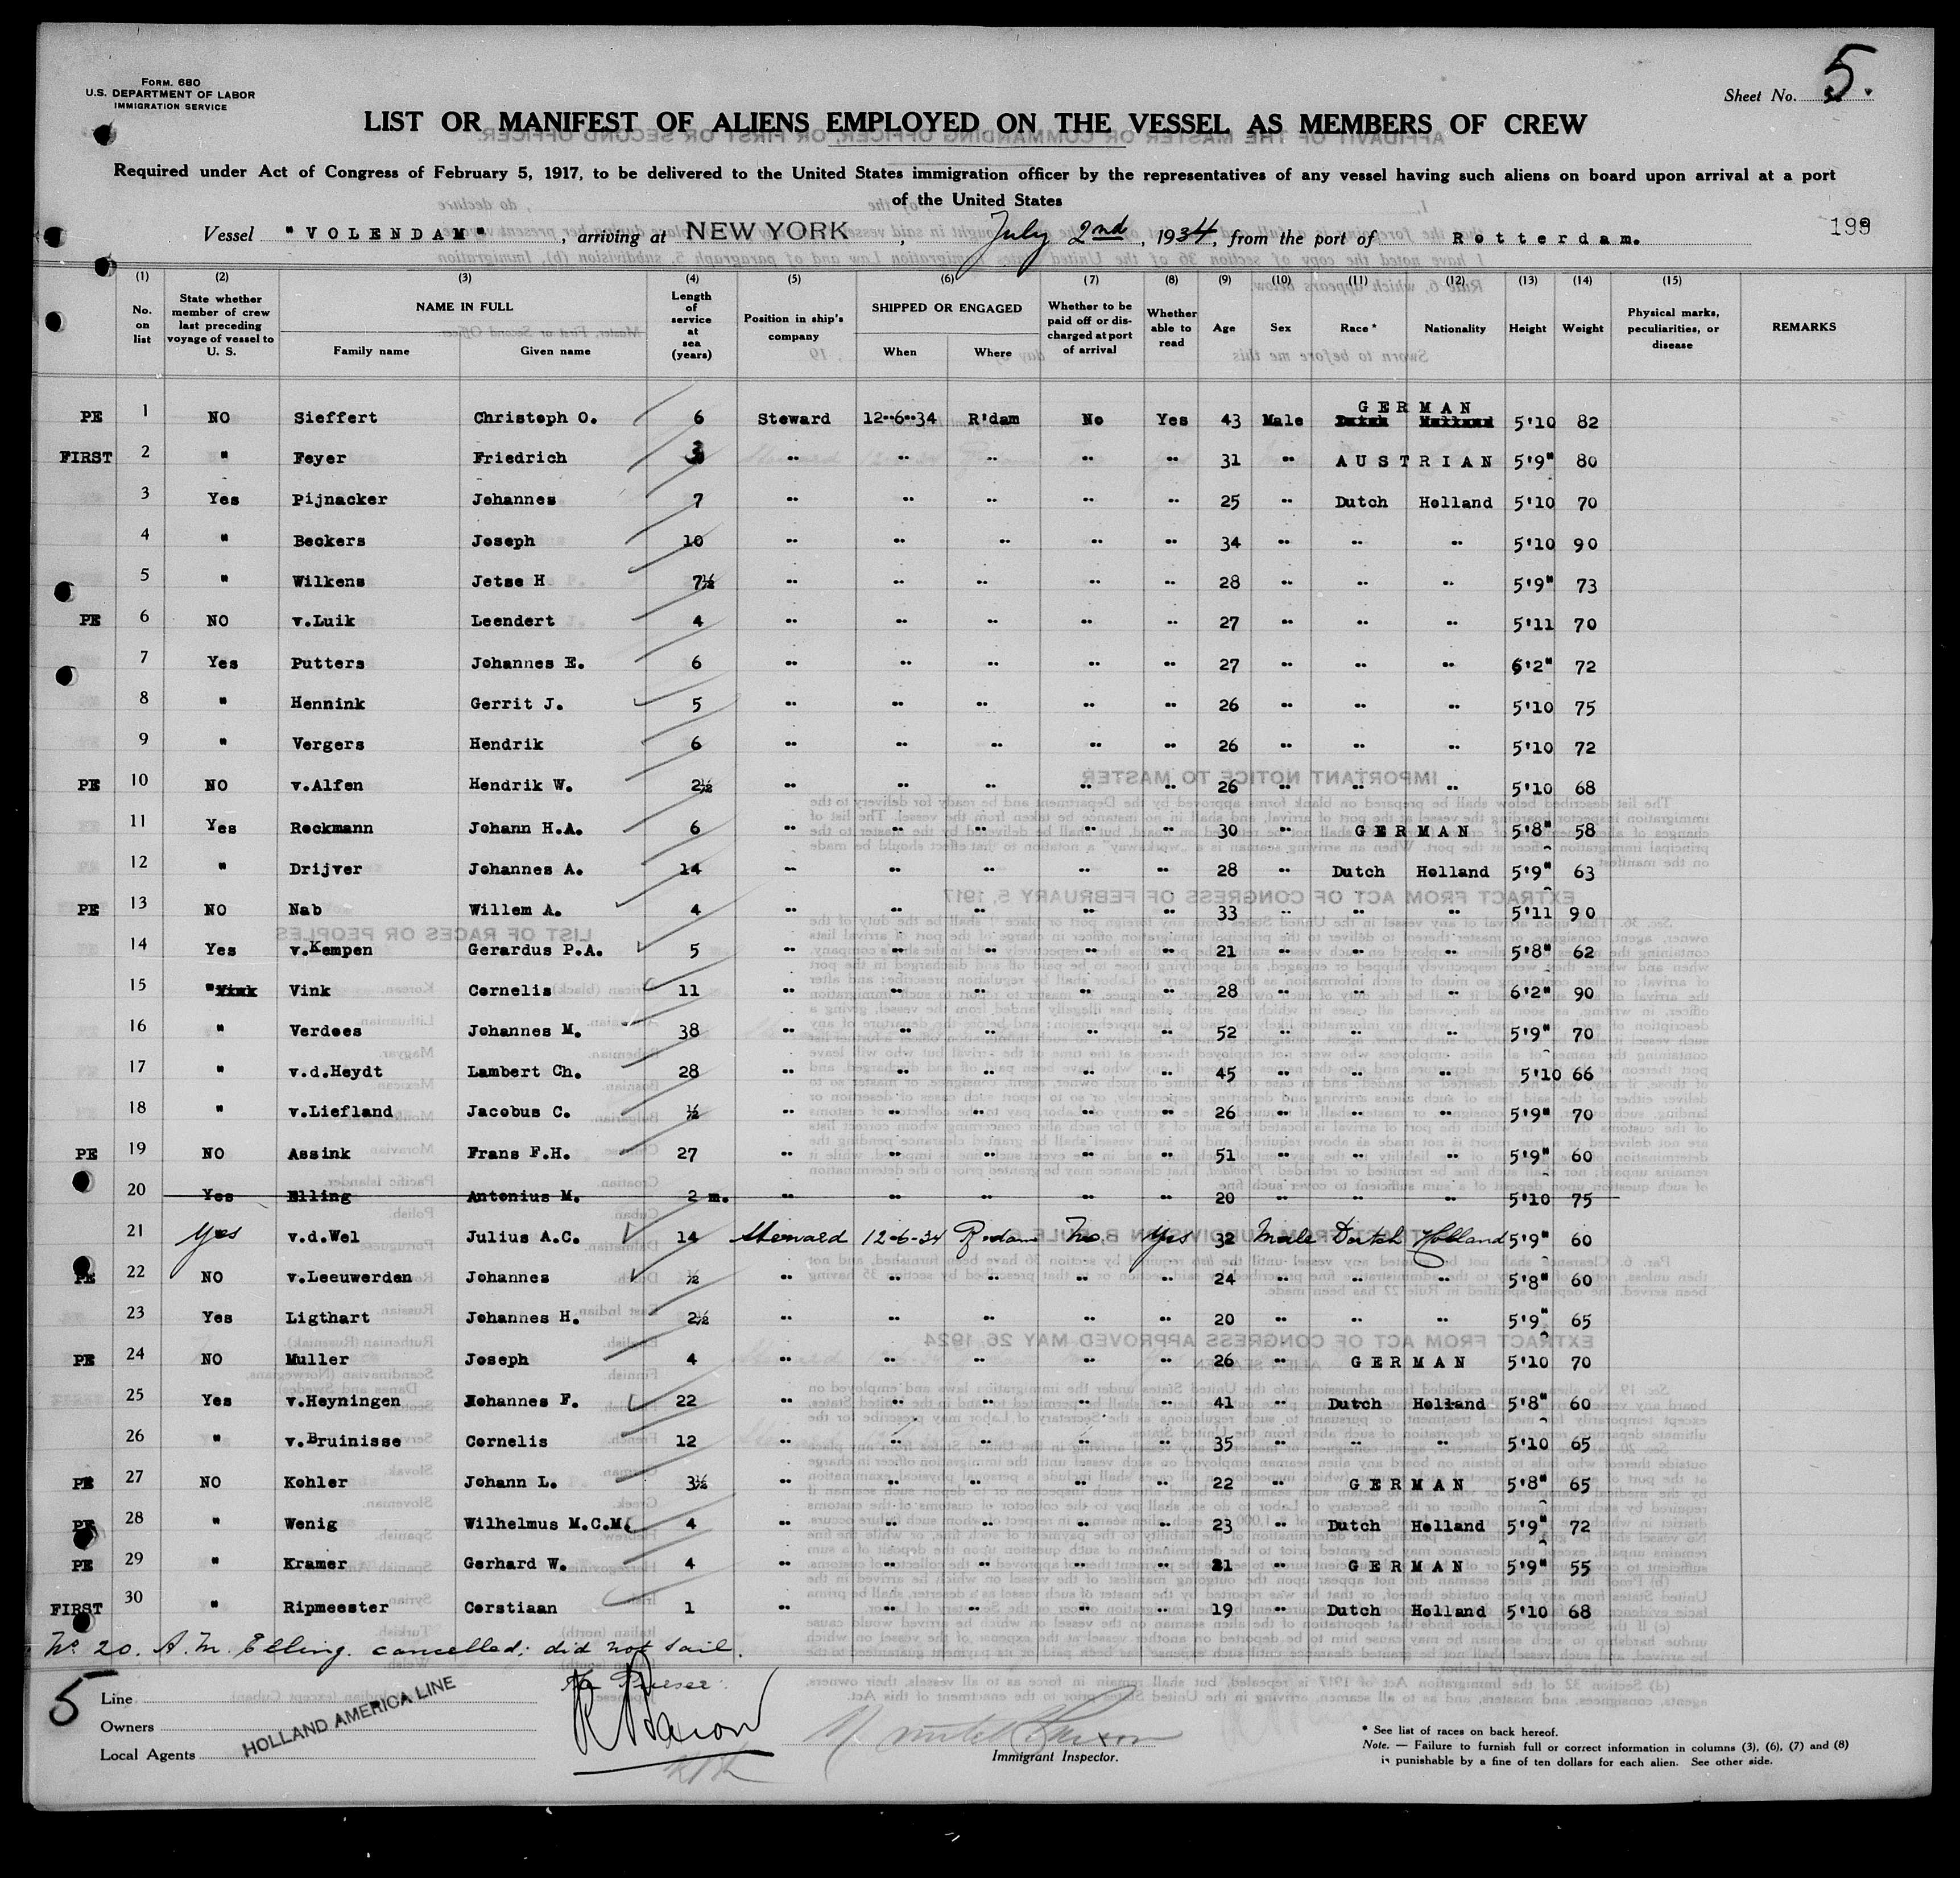 FORM. 680
U.S. DEPARTMENT OF LABOR
IMMIGRATION SERVICE
Sheet No. 5.
LIST OR MANIFEST OF ALIENS EMPLOYED ON THE VESSEL AS MEMBERS OF CREW
Required under Act of Congress of February 5, 1917, to be delivered to the United States immigration officer by the representatives of any vessel having such aliens on board upon arrival at a port
of the United States
Vessel "VOLENDAM", arriving at NEW YORK, July 2nd, 1934, from the port of Rotterdam. 199
(1) (2) (3) (4) (5) (6) (7) (8) (9) (10) (11) (12) (13) (14) (15)
No. on list State whether member of crew last preceding voyage of vessel to U. S. NAME IN FULL Family name Given name Length of service at sea (years) Position in ship's company SHIPPED OR ENGAGED When Where Whether to be paid off or discharged at port of arrival Whether able to read Age Sex Race* Nationality Height Weight Physical marks, peculiarities, or disease REMARKS
PE 1 NO Sieffert Christoph O. 6 Steward 12-6-34 R'dam No Yes 43 Male GERMAN Dutch Holland 5'10 82
FIRST 2 " Feyer Friedrich 3 " " " " " 31 " AUSTRIAN 5'9" 80
3 Yes Pijnacker Johannes 7 " " " " " 25 " Dutch Holland 5'10 70
4 " Beckers Joseph 10 " " " " " 34 " " " 5'10 90
5 " Wilkens Jetse H 7½ " " " " " 28 " " " 5'9" 73
PE 6 NO v.Luik Leendert 4 " " " " " 27 " " " 5'11 70
7 Yes Putters Johannes E. 6 " " " " " 27 " " " 6'2" 72
8 " Hennink Gerrit J. 5 " " " " " 26 " " " 5'10 75
9 " Vergers Hendrik 6 " " " " " 26 " " " 5'10 72
PE 10 NO v.Alfen Hendrik W. 2½ " " " " " 26 " " " 5'10 68
11 Yes Reckmann Johann H.A. 6 " " " " " 30 " GERMAN 5'8" 58
12 " Drijver Johannes A. 14 " " " " " 28 " Dutch Holland 5'9" 63
PE 13 NO Nab Willem A. 4 " " " " " 33 " " " 5'11 90
14 Yes v.Kempen Gerardus P.A. 5 " " " " " 21 " " " 5'8" 62
15 " Vink Vink Cornelis 11 " " " " " 28 " " " 6'2" 90
16 " Verdoes Johannes M. 38 " " " " " 52 " " " 5'9" 70
17 " v.d.Heydt Lambert Ch. 28 " " " " " 45 " " " 5'10 66
18 " v.Liefland Jacobus C. ½ " " " " " 26 " " " 5'9" 70
PE 19 NO Assink Frans F.H. 27 " " " " " 51 " " " 5'9" 60
20 Yes Elling Antonius M. 2 m. " " " " " 20 " " " 5'10 75
21 Yes v.d.Wel Julius A.C. 14 Steward 12-6-34 R'dam No, Yes 32 Male Dutch Holland 5'9" 60
PE 22 NO v.Leeuwerden Johannes ½ " " " " " 24 " " " 5'8" 60
23 Yes Ligthart Johannes H. 2½ " " " " " 20 " " " 5'9" 65
PE 24 NO Muller Joseph 4 " " " " " 26 " GERMAN 5'10 70
25 Yes v.Heyningen Johannes F. 22 " " " " " 41 " Dutch Holland 5'8" 60
26 " v.Bruinisse Cornelis 12 " " " " " 35 " " " 5'10 65
PE 27 NO Kohler Johann L. 3½ " " " " " 22 " GERMAN 5'8" 65
PE 28 " Wenig Wilhelmus M.C.M. 4 " " " " " 23 " Dutch Holland 5'9" 72
PE 29 " Kramer Gerhard W. 4 " " " " " 21 " GERMAN 5'9" 55
FIRST 30 " Ripmeester Corstiaan 1 " " " " " 19 " Dutch Holland 5'10 68
No 20. A.M. Elling. cancelled; did not sail.
5 Line
Owners
Local Agents
HOLLAND AMERICA LINE
Immigrant Inspector.
* See list of races on back hereof.
Note. — Failure to furnish full or correct information in columns (3), (6), (7) and (8)
is punishable by a fine of ten dollars for each alien. See other side.